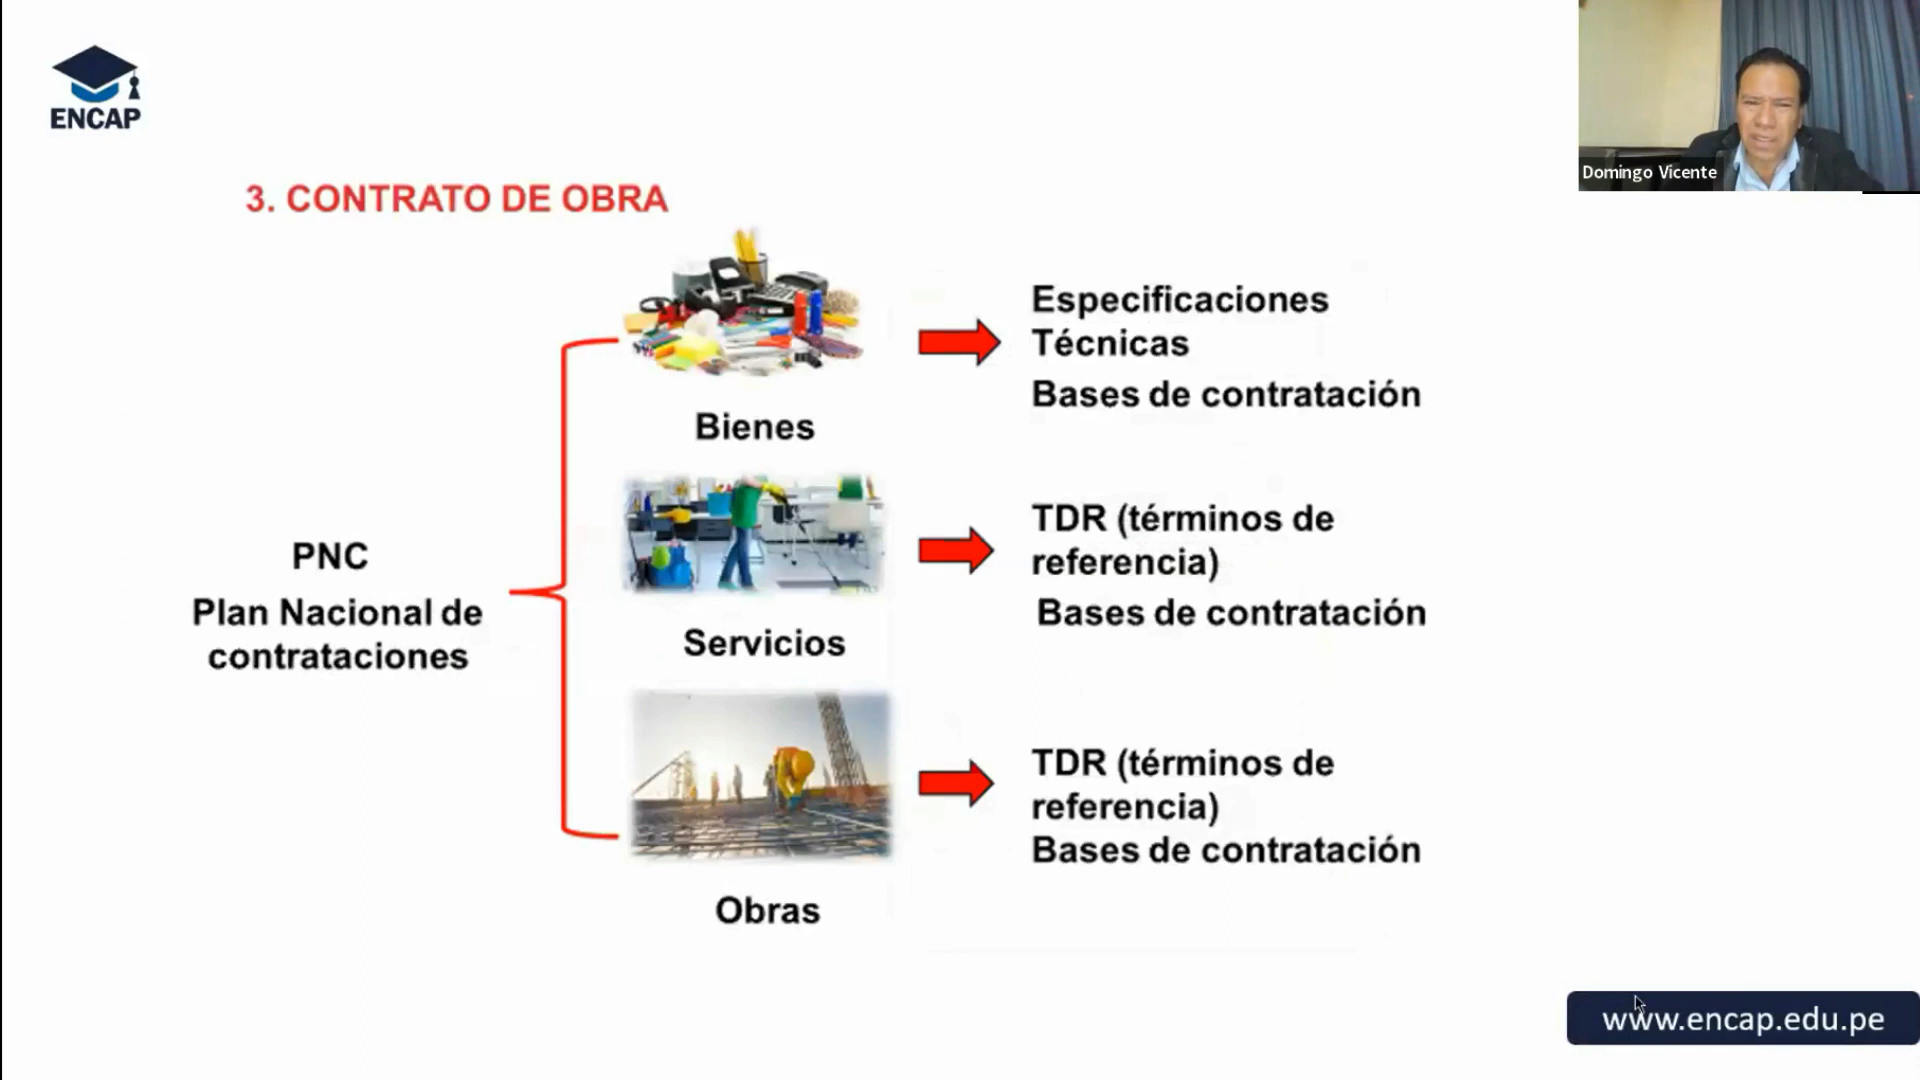 ENCAP
Domingo Vicente
3. CONTRATO DE OBRA
PNC
Plan Nacional de
contrataciones
Bienes
Especificaciones
Técnicas
Bases de contratación
Servicios
TDR (términos de
referencia)
Bases de contratación
Obras
TDR (términos de
referencia)
Bases de contratación
www.encap.edu.pe